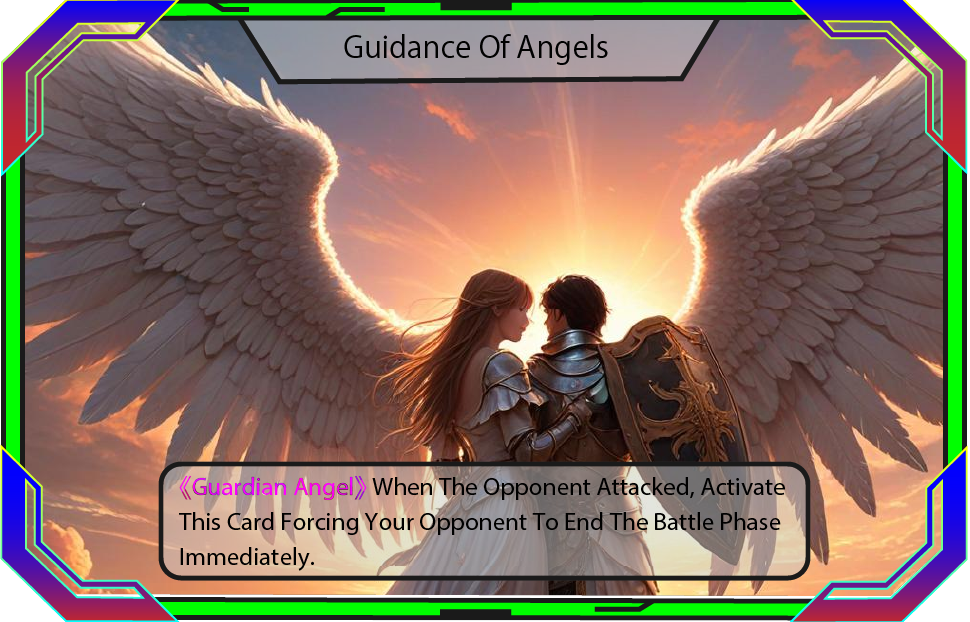 Guidance Of Angels
《Guardian Angel》When The Opponent Attacked, Activate
This Card Forcing Your Opponent To End The Battle Phase
Immediately.